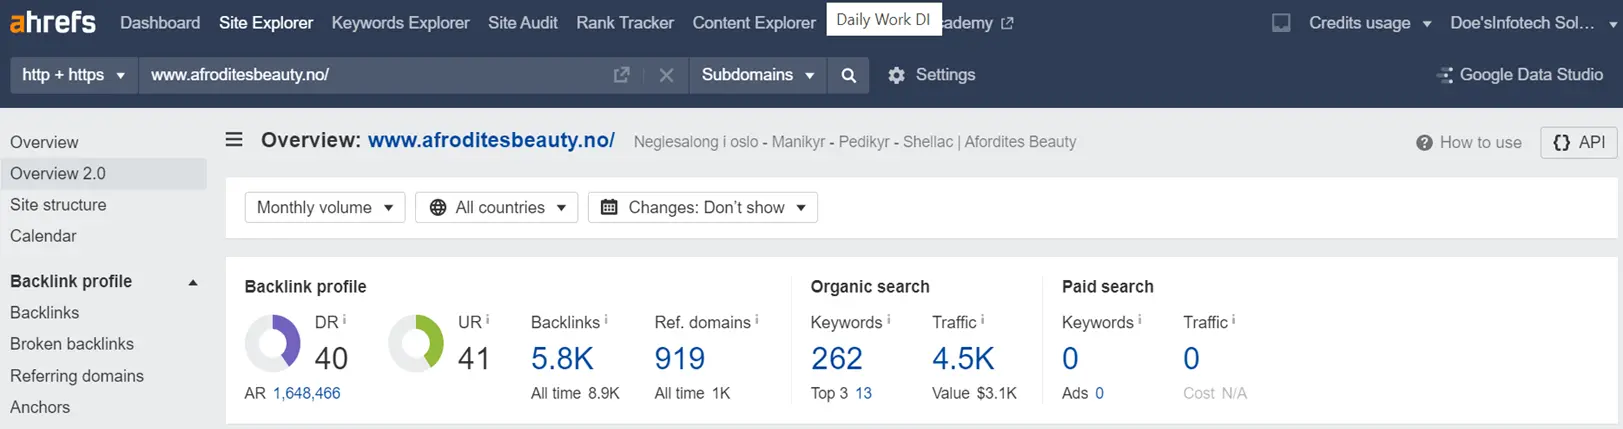 ahrefs Dashboard Site Explorer Keywords Explorer Site Audit Rank Tracker Content Explorer Daily Work DI cademy Credits usage Doe'sInfotech Sol...
http + https www.afroditesbeauty.no/ Subdomains Settings Google Data Studio
Overview
Overview 2.0
Site structure
Calendar
Backlink profile
Backlinks
Broken backlinks
Referring domains
Anchors
Overview: www.afroditesbeauty.no/ Neglesalong i oslo - Manikyr - Pedikyr - Shellac | Afordites Beauty How to use {} API
Monthly volume All countries Changes: Don't show
Backlink profile
DR UR Backlinks Ref. domains
40 41 5.8K 919
AR 1,648,466 All time 8.9K All time 1K
Organic search
Keywords Traffic
262 4.5K
Top 3 13 Value $3.1K
Paid search
Keywords Traffic
0 0
Ads 0 Cost N/A